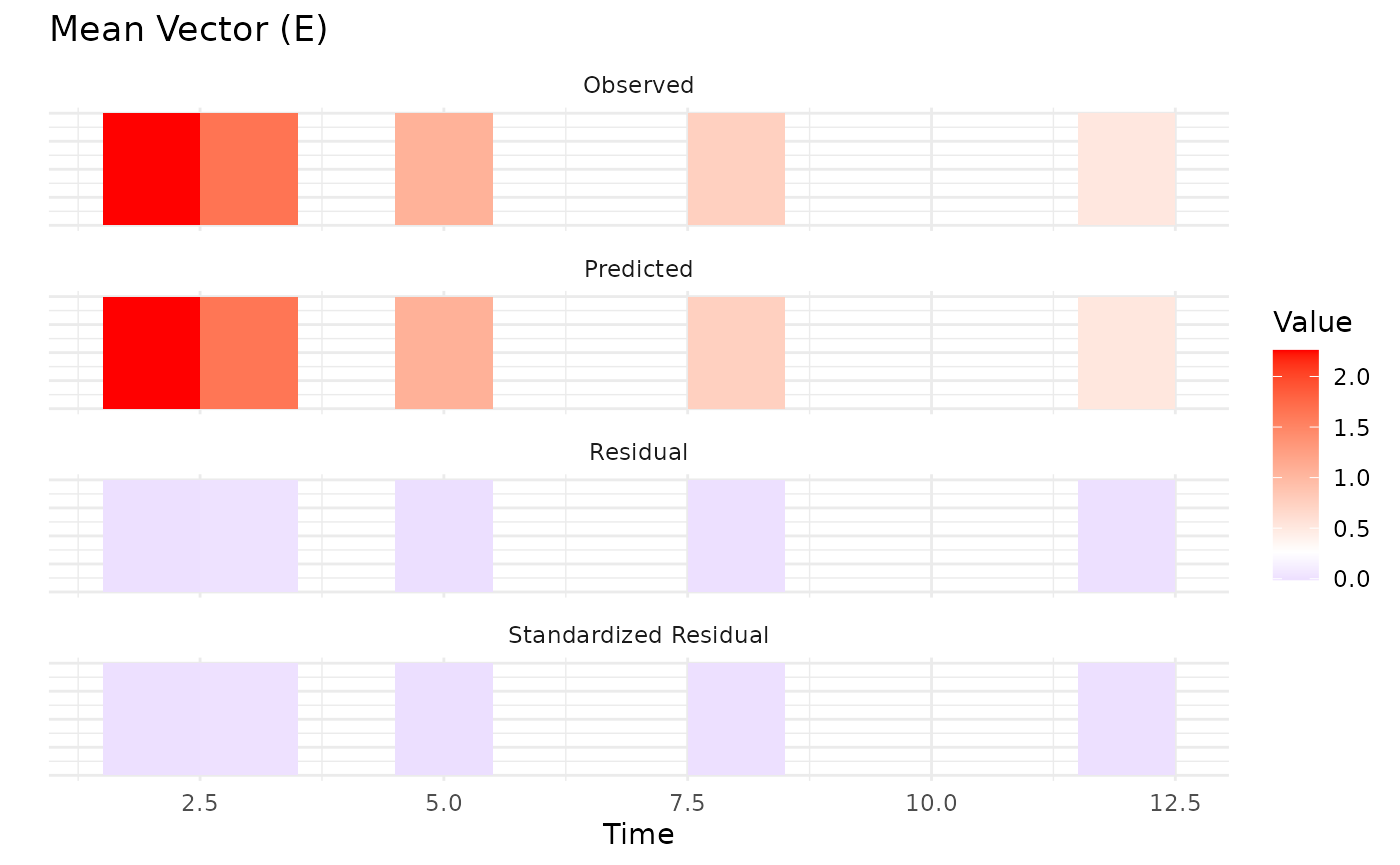 Mean Vector (E)
Observed
Predicted
Residual
Standardized Residual
2.5 5.0 7.5 10.0 12.5
Time
Value
2.0
1.5
1.0
0.5
0.0